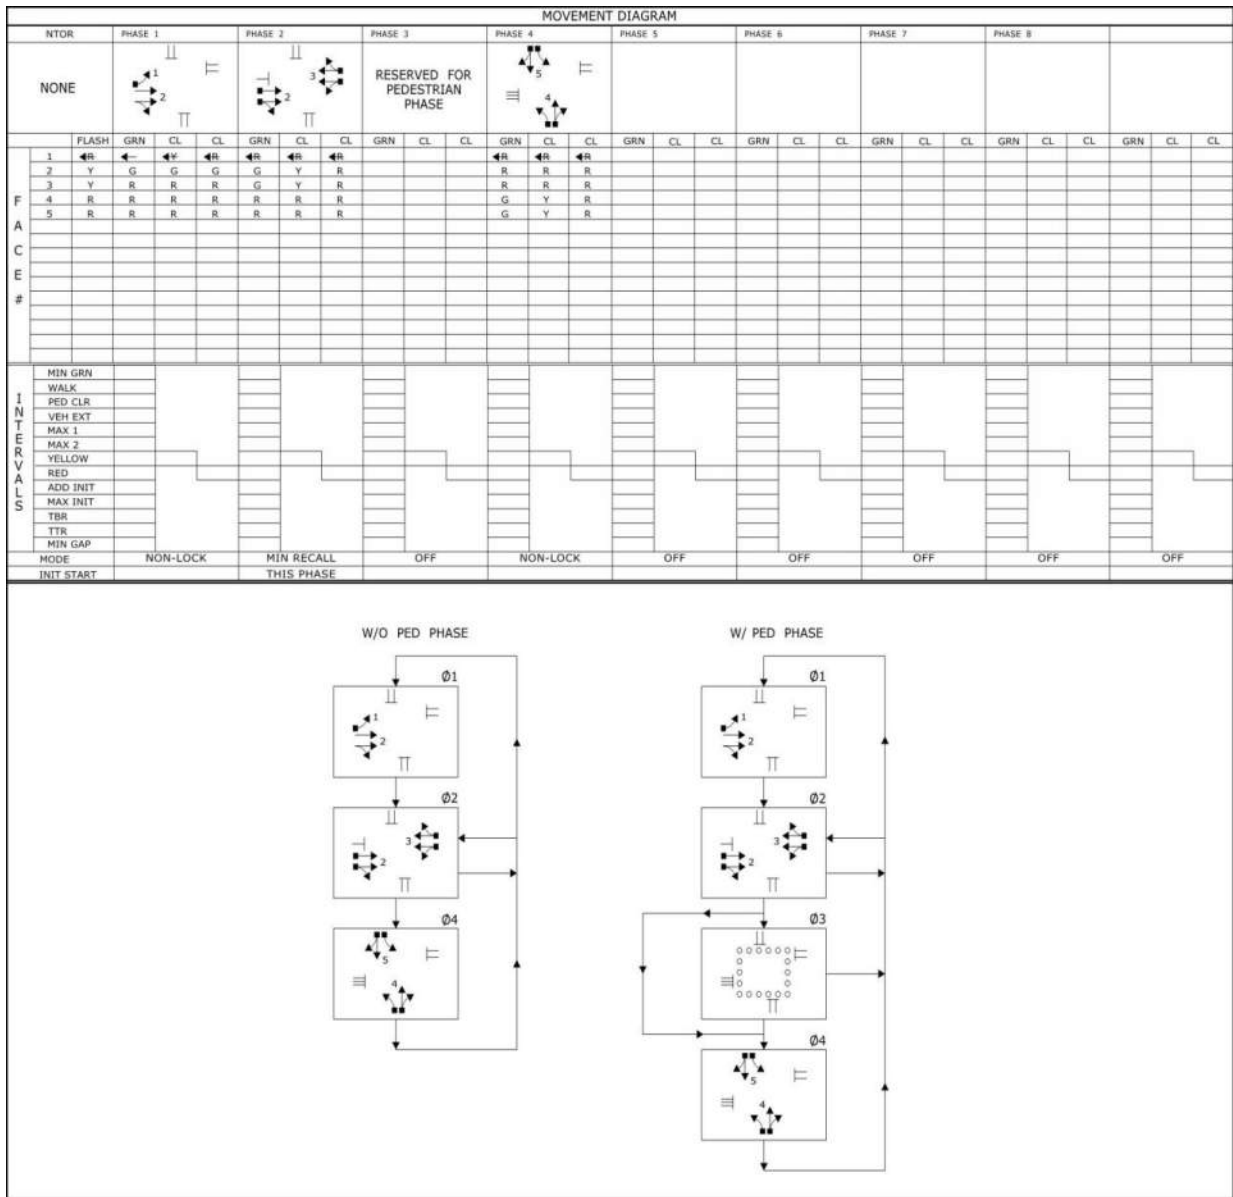 MOVEMENT DIAGRAM
NTOR PHASE 1 PHASE 2 PHASE 3 PHASE 4 PHASE 5 PHASE 6 PHASE 7 PHASE 8
NONE 1 2 3 2 RESERVED FOR PEDESTRIAN PHASE 5 4
FLASH GRN CL CL GRN CL CL GRN CL CL GRN CL CL GRN CL CL GRN CL CL GRN CL CL GRN CL CL GRN CL CL
FACE #
1 R Y R R R R R R R
2 Y G G G G Y R R R R
3 Y R R R G Y R R R R
4 R R R R R R R G Y R
5 R R R R R R R G Y R
INTERVALS
MIN GRN
WALK
PED CLR
VEH EXT
MAX 1
MAX 2
YELLOW
RED
ADD INIT
MAX INIT
TBR
TTR
MIN GAP
MODE NON-LOCK MIN RECALL OFF NON-LOCK OFF OFF OFF OFF OFF
INIT START THIS PHASE
W/O PED PHASE
Ø1
1
2
Ø2
3
2
Ø4
5
4
W/ PED PHASE
Ø1
1
2
Ø2
3
2
Ø3
Ø4
5
4